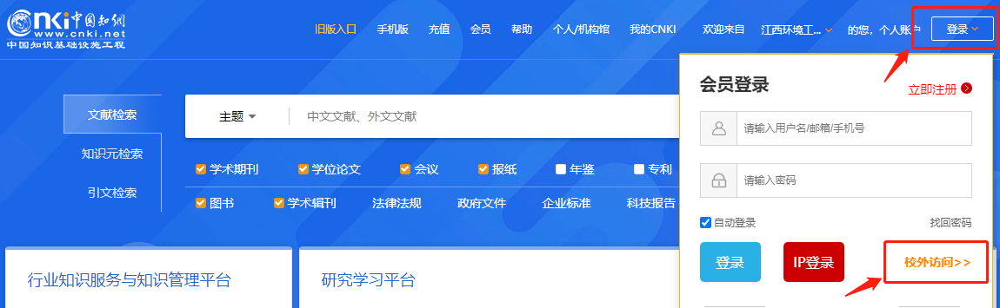 Cnki中国知网
www.cnki.net
中国知识基础设施工程
旧版入口 手机版 充值 会员 帮助 个人/机构馆 我的CNKI 欢迎来自 江西环境工... 的您，个人账户 登录
会员登录
立即注册
文献检索
主题 中文文献、外文文献
请输入用户名/邮箱/手机号
知识元检索
学术期刊 学位论文 会议 报纸 年鉴 专利
请输入密码
引文检索
图书 学术辑刊 法律法规 政府文件 企业标准 科技报告
自动登录 找回密码
登录 IP登录 校外访问>>
行业知识服务与知识管理平台
研究学习平台